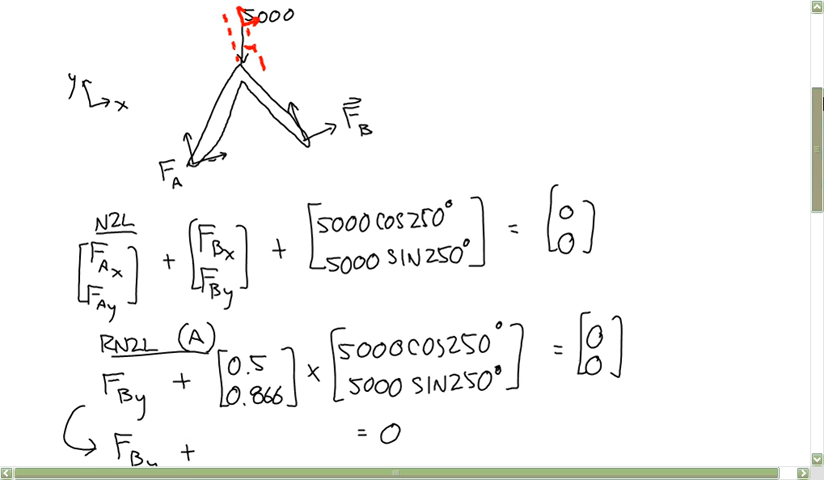 5000
y
x
F_B
F_A
N2L
[F_Ax F_Ay] + [F_Bx F_By] + [5000 COS 250° 5000 SIN 250°] = [0 0]
RN2L (A)
F_By + [0.5 0.866] × [5000 COS 250° 5000 SIN 250°] = [0 0]
F_By + = 0